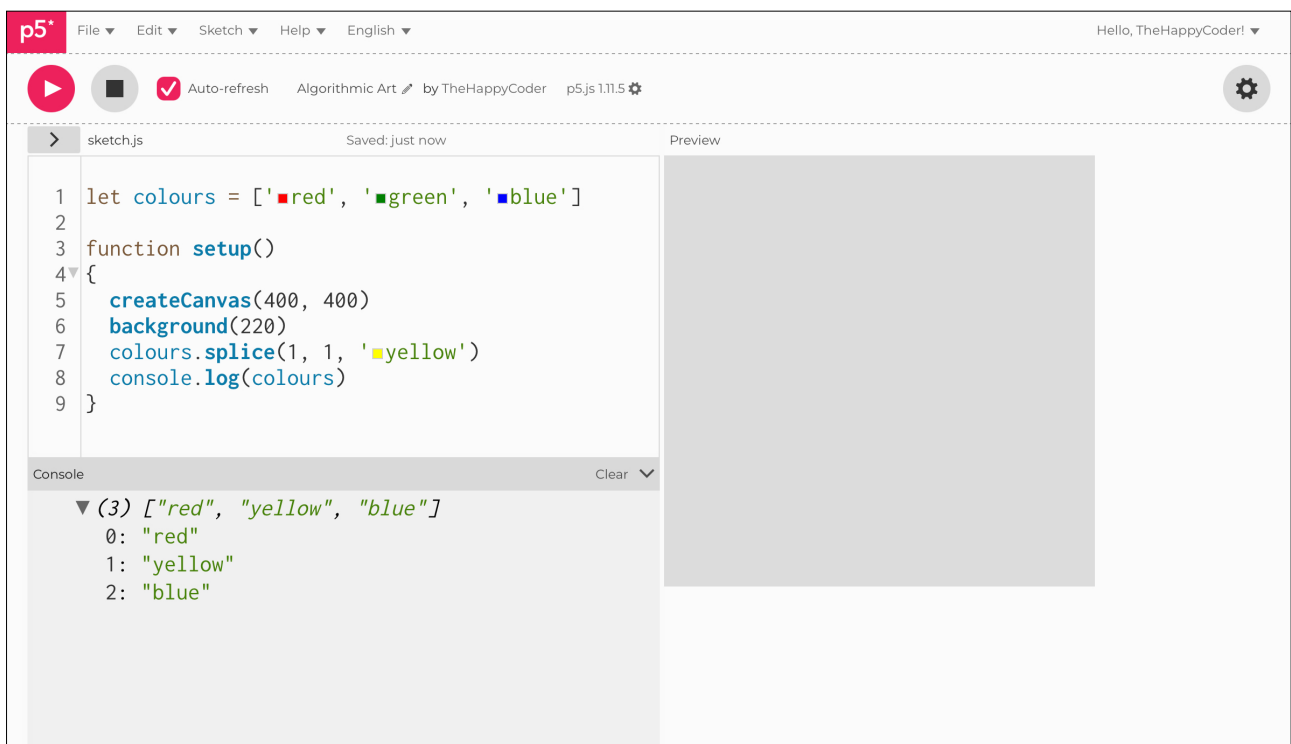 p5* File Edit Sketch Help English Hello, TheHappyCoder!
Auto-refresh Algorithmic Art by TheHappyCoder p5.js 1.11.5
sketch.js Saved: just now Preview
1 let colours = ['red', 'green', 'blue']
2
3 function setup()
4 {
5 createCanvas(400, 400)
6 background(220)
7 colours.splice(1, 1, 'yellow')
8 console.log(colours)
9 }
Console Clear
(3) ["red", "yellow", "blue"]
0: "red"
1: "yellow"
2: "blue"